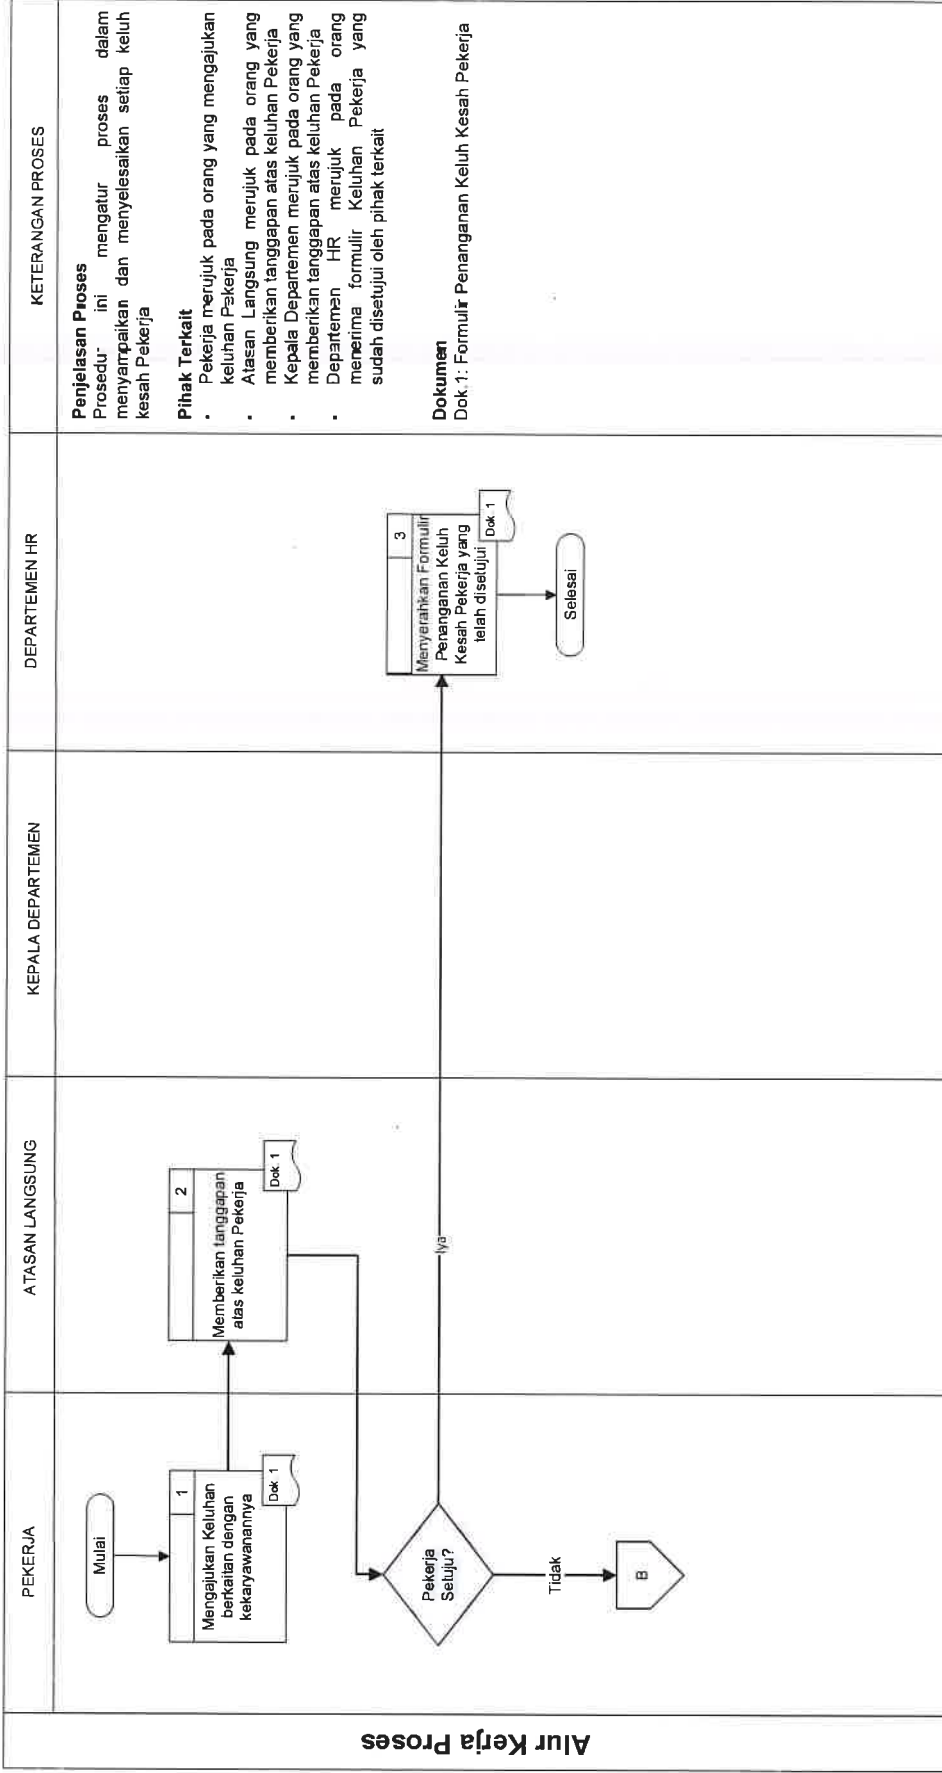 Alur Kerja Proses
PEKERJA
ATASAN LANGSUNG
KEPALA DEPARTEMEN
DEPARTEMEN HR
KETERANGAN PROSES
Mulai
1
Mengajukan Keluhan
berkaitan dengan
kekaryawanannya
Dok. 1
2
Memberikan tanggapan
atas keluhan Pekerja
Dok. 1
Pekerja
Setuju?
Iya
Tidak
B
3
Menyerahkan Formulir
Penanganan Keluh
Kesah Pekerja yang
telah disetujui
Dok. 1
Selesai
Penjelasan Proses
Prosedur ini mengatur proses dalam
menyampaikan dan menyelesaikan setiap keluh
kesah Pekerja
Pihak Terkait
• Pekerja merujuk pada orang yang mengajukan
keluhan Pekerja
• Atasan Langsung merujuk pada orang yang
memberikan tanggapan atas keluhan Pekerja
• Kepala Departemen merujuk pada orang yang
memberikan tanggapan atas keluhan Pekerja
• Departemen HR merujuk pada orang
menerima formulir Keluhan Pekerja yang
sudah disetujui oleh pihak terkait
Dokumen
Dok.1: Formulir Penanganan Keluh Kesah Pekerja